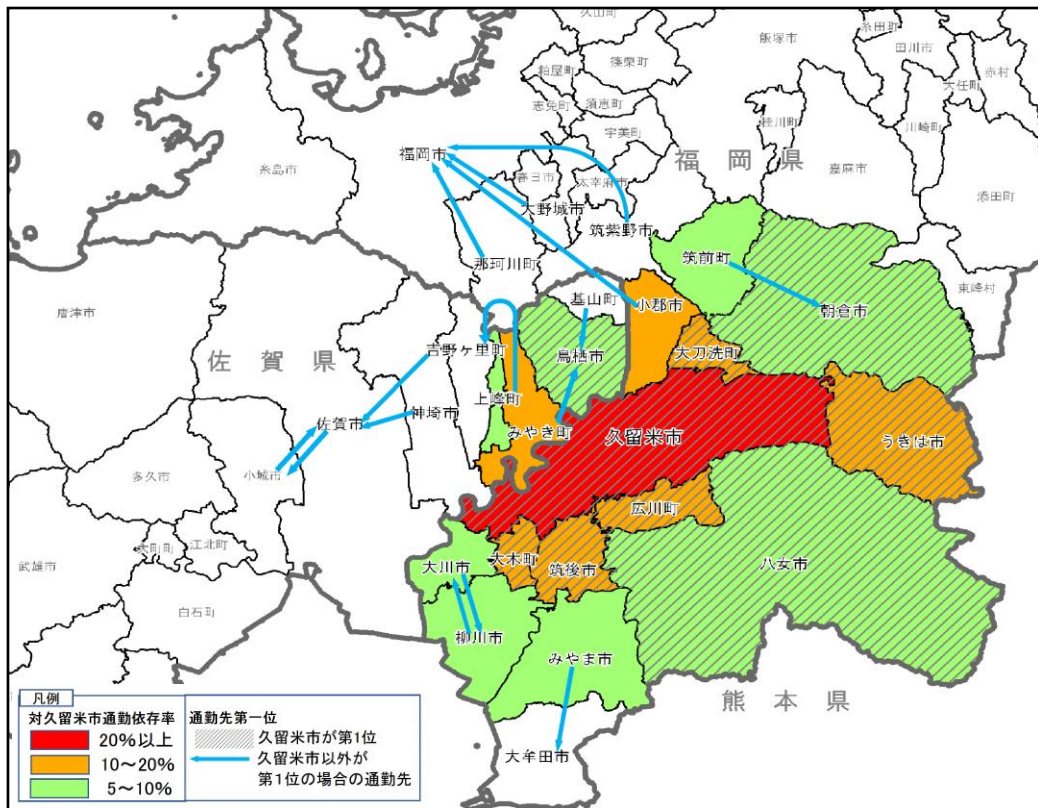 久山町
飯塚市
糸田町
田川市
赤村
粕屋町
篠栗町
大任町
志免町
須恵町
桂川町
川崎町
宇美町
福岡市
福 岡 県
嘉麻市
糸島市
春日市
太宰府市
添田町
大野城市
筑紫野市
那珂川町
筑前町
東峰村
基山町
小郡市
朝倉市
唐津市
佐 賀 県
吉野ヶ里町
鳥栖市
大刀洗町
上峰町
神埼市
佐賀市
みやき町
久留米市
うきは市
多久市
小城市
広川町
大町町
江北町
武雄市
大川市
大木町
筑後市
八女市
白石町
柳川市
みやま市
熊 本 県
大牟田市
凡例
対久留米市通勤依存率
20%以上
10～20%
5～10%
通勤先第一位
久留米市が第1位
久留米市以外が
第1位の場合の通勤先